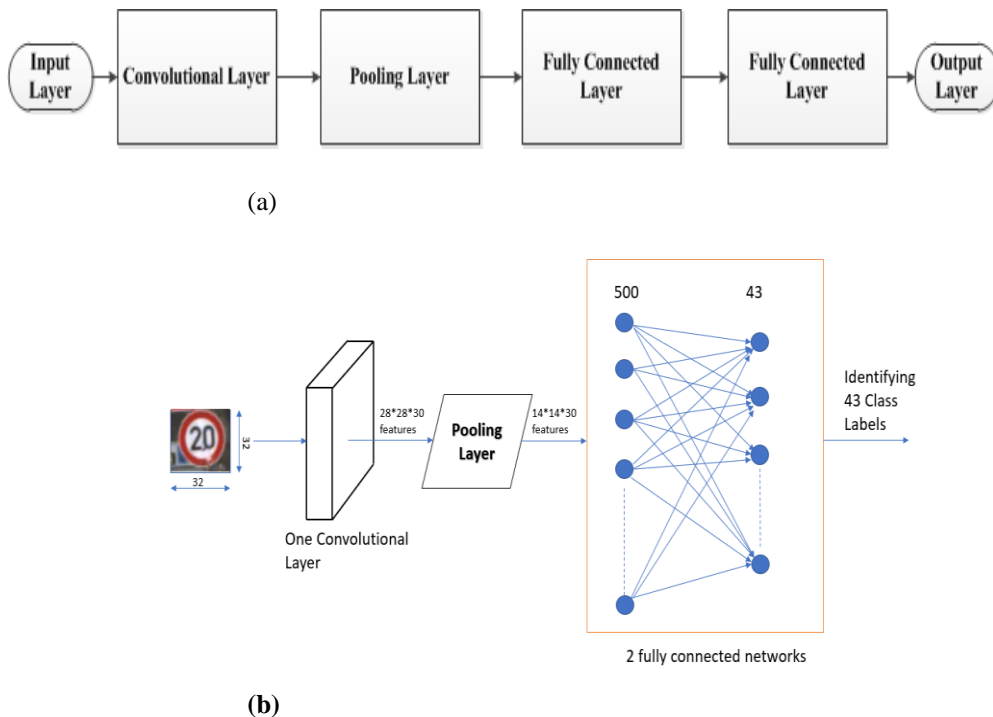 Input
Layer
Convolutional Layer
Pooling Layer
Fully Connected
Layer
Fully Connected
Layer
Output
Layer
(a)
500
43
20
32
32
28*28*30
features
Pooling
Layer
14*14*30
features
Identifying
43 Class
Labels
One Convolutional
Layer
2 fully connected networks
(b)